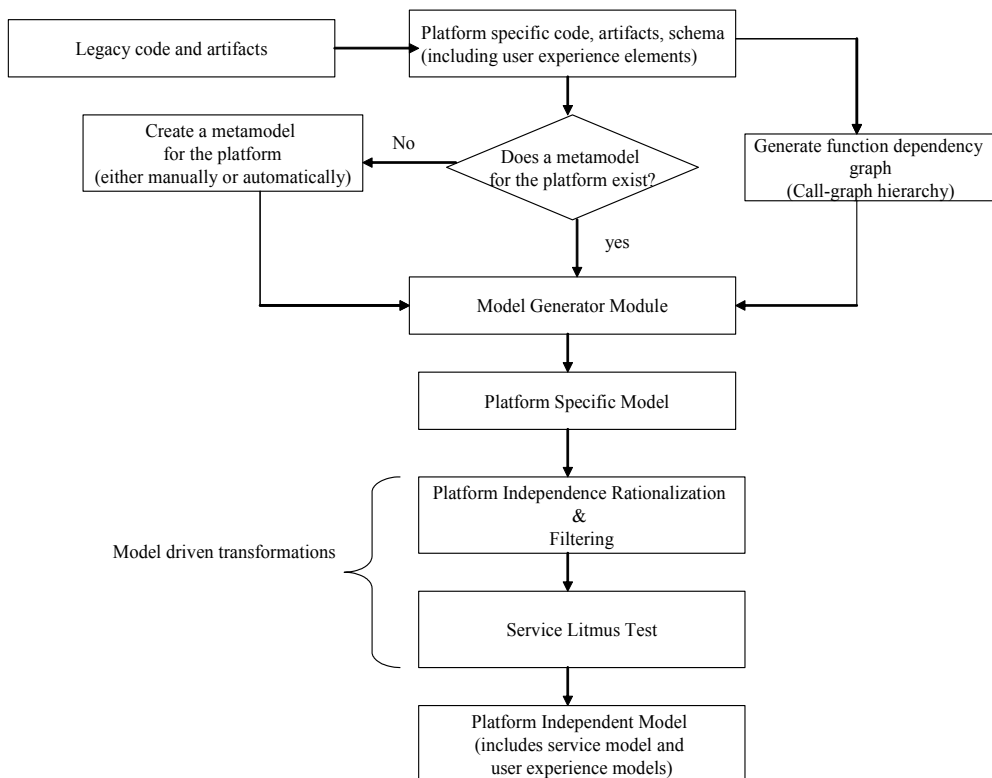 Legacy code and artifacts
Platform specific code, artifacts, schema
(including user experience elements)
Create a metamodel
for the platform
(either manually or automatically)
No
Does a metamodel
for the platform exist?
Generate function dependency
graph
(Call-graph hierarchy)
yes
Model Generator Module
Platform Specific Model
Platform Independence Rationalization
&
Filtering
Model driven transformations
Service Litmus Test
Platform Independent Model
(includes service model and
user experience models)